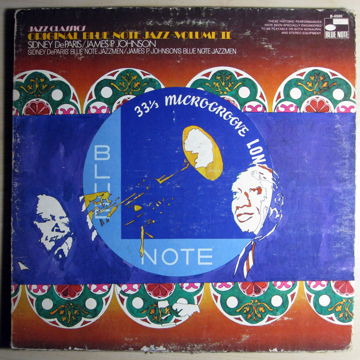 JAZZ CLASSICS
ORIGINAL BLUE NOTE JAZZ-VOLUME II
SIDNEY DePARIS/JAMES P. JOHNSON
SIDNEY DePARIS' BLUE NOTE JAZZMEN/JAMES P. JOHNSON'S BLUE NOTE JAZZMEN
THESE HISTORIC PERFORMANCES
HAVE BEEN SPECIALLY ENGINEERED
TO BE PLAYABLE ON BOTH MONAURAL
AND STEREO EQUIPMENT.
BLUE NOTE
33⅓ MICROGROOVE LONG
BLUE
NOTE